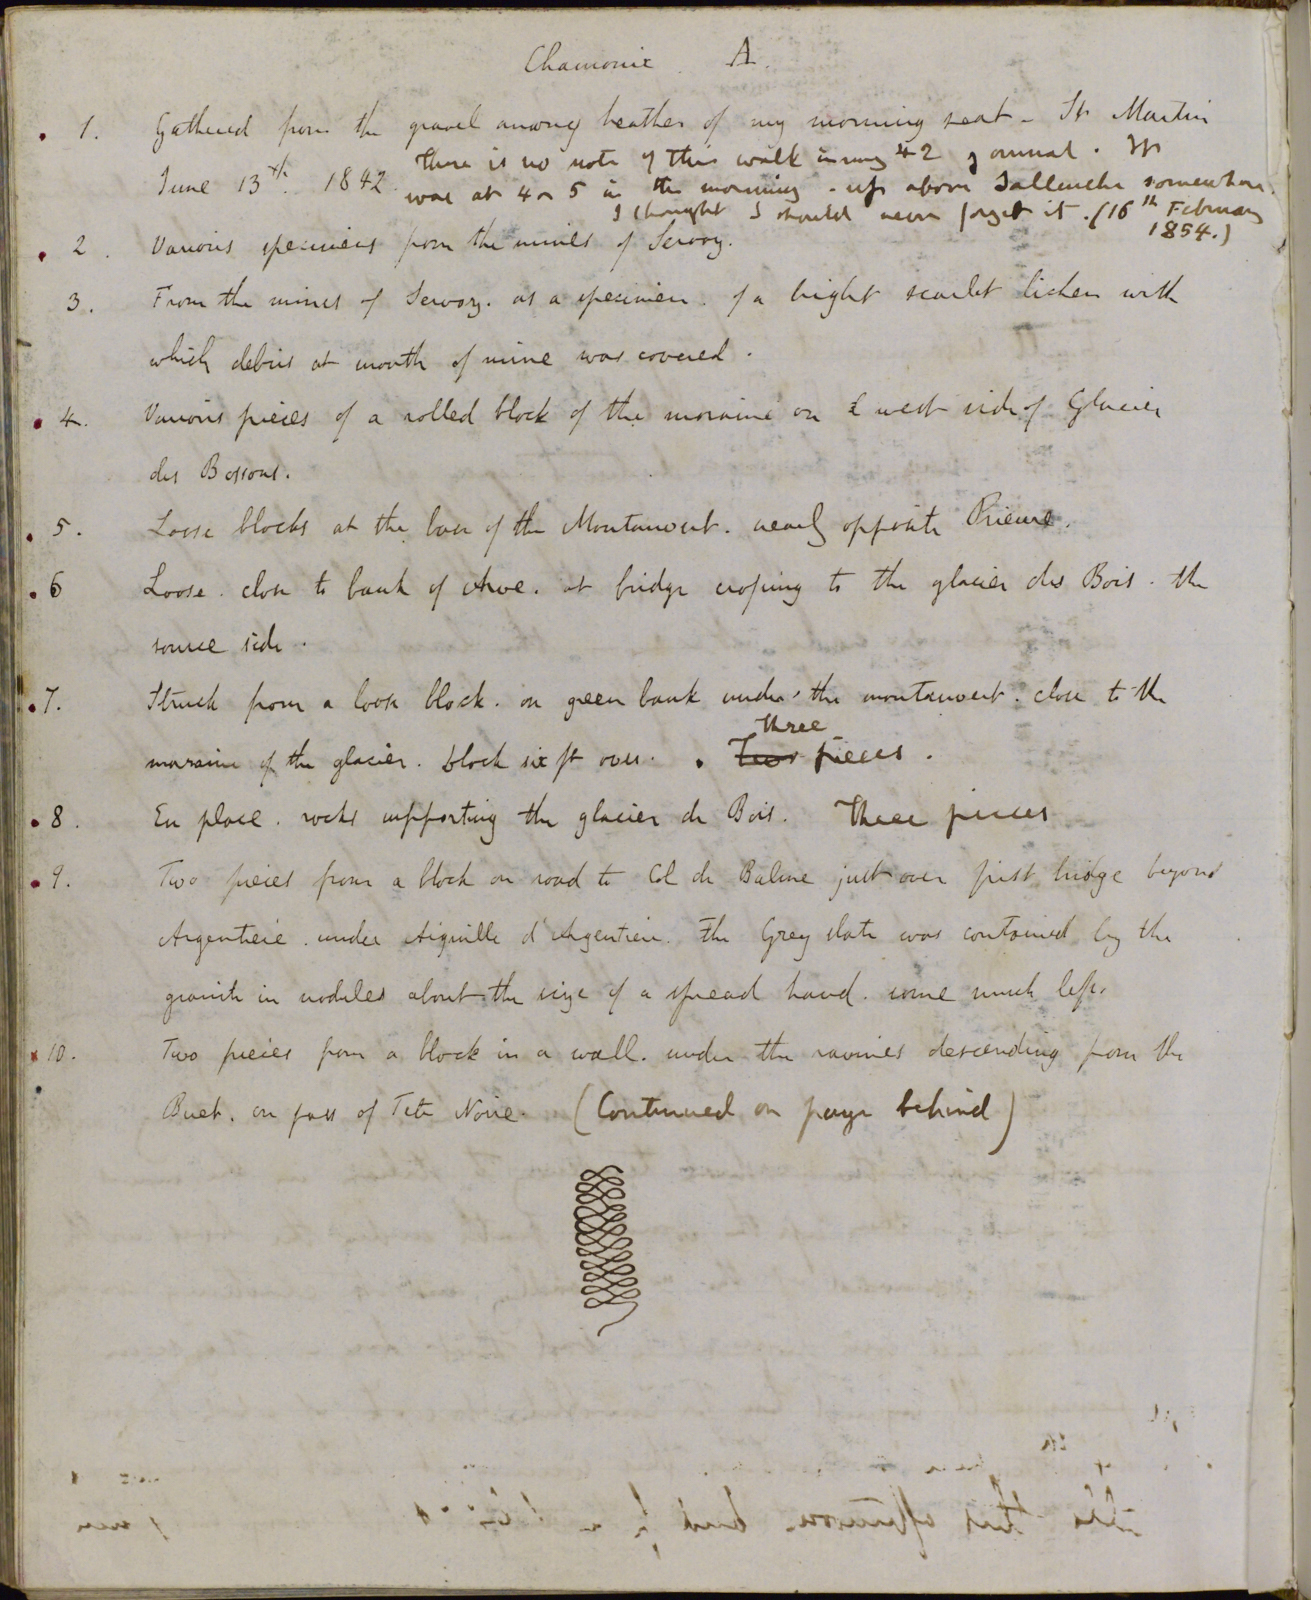 Chamonix. A.
1. Gathered from the gravel among heather of my morning seat - St Martin
June 13th. 1842. There is no note of this walk in my 42 journal. It
was at 4 or 5 in the morning - up above Sallenche somewhere.
I thought I should never forget it. (16th February
1854.)
2. Various specimens from the mines of Servoz.
3. From the mines of Servoz. as a specimen. of a bright scarlet lichen with
which debris at mouth of mine was covered.
4. Various pieces of a rolled block of the moraine on west side of Glacier
des Bossons.
5. Loose blocks at the base of the Montanvert. nearly opposite Prieure.
6 Loose. close to bank of Arve. at bridge crossing to the glacier des Bois. the
source side.
7. Struck from a loose block. on green bank under the montanvert. close to the
moraine of the glacier. block six ft over. Two three pieces.
8. En place. rocks supporting the glacier de Bois. Three pieces
9. Two pieces from a block on road to Col de Balme just over first bridge beyond
Argentiere. under Aiguille d'Argentiere. The Grey slate was contained by the
granite in nodules about the size of a spread hand. some much less.
10. Two pieces from a block in a wall. under the ravines descending from the
Buet. on pass of Tete Noire. (Continued on page behind)